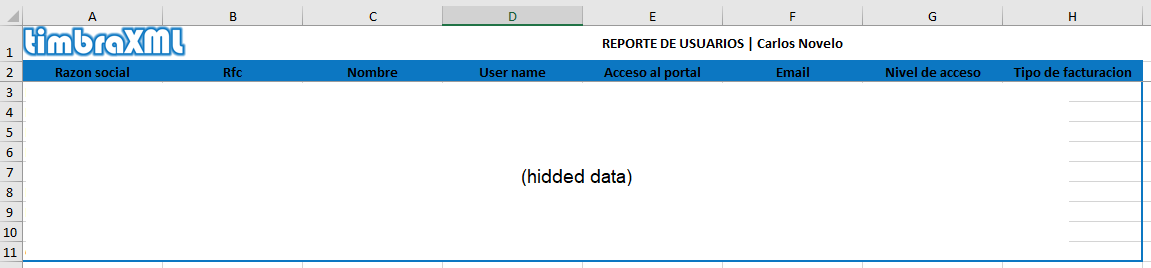 A B C D E F G H
1 timbraXML REPORTE DE USUARIOS | Carlos Novelo
2 Razon social Rfc Nombre User name Acceso al portal Email Nivel de acceso Tipo de facturacion
3
4
5
6
7 (hidded data)
8
9
10
11